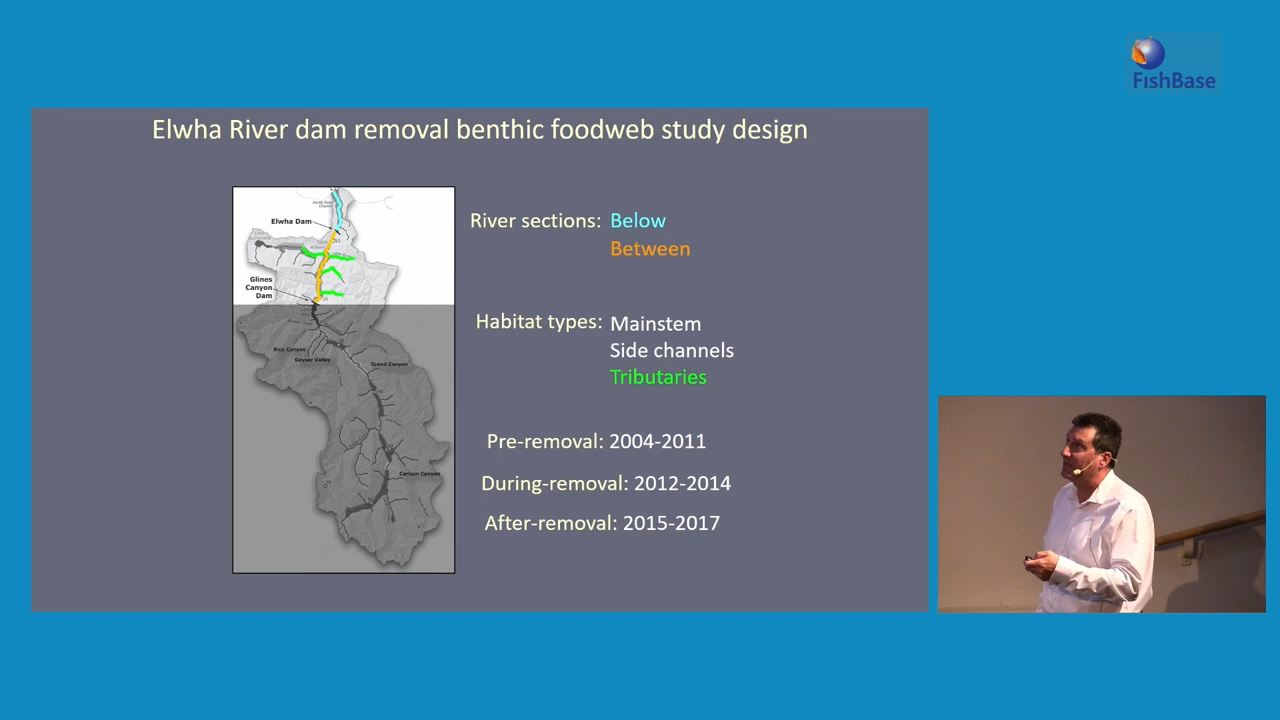 FishBase
Elwha River dam removal benthic foodweb study design
Elwha Dam
Glines
Canyon
Dam
Rica Canyon
Geyser Valley
Grand Canyon
Carlson Canyon
River sections: Below
Between
Habitat types: Mainstem
Side channels
Tributaries
Pre-removal: 2004-2011
During-removal: 2012-2014
After-removal: 2015-2017